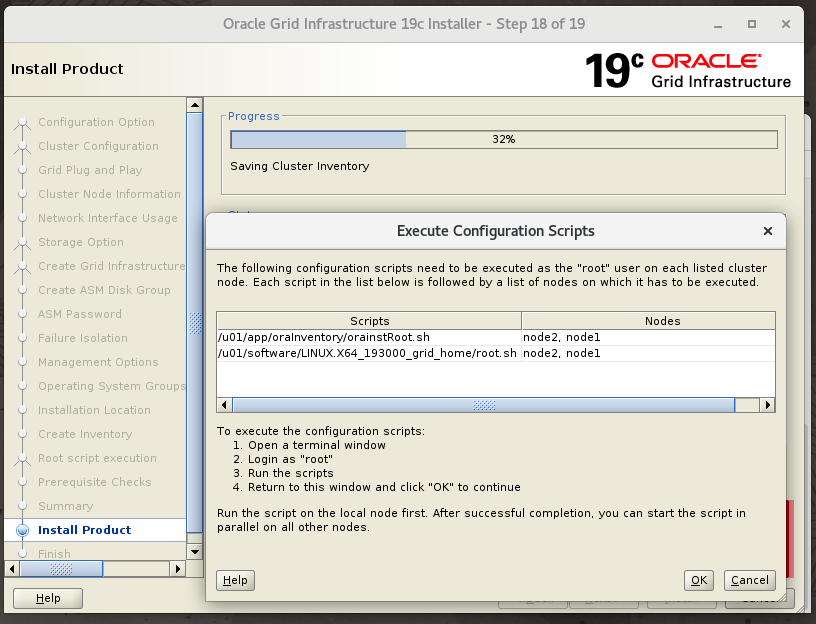 Oracle Grid Infrastructure 19c Installer - Step 18 of 19
Install Product
19c ORACLE
Grid Infrastructure
Configuration Option
Cluster Configuration
Grid Plug and Play
Cluster Node Information
Network Interface Usage
Storage Option
Create Grid Infrastructure
Create ASM Disk Group
ASM Password
Failure Isolation
Management Options
Operating System Groups
Installation Location
Create Inventory
Root script execution
Prerequisite Checks
Summary
Install Product
Finish
Help
Progress
32%
Saving Cluster Inventory
Execute Configuration Scripts
The following configuration scripts need to be executed as the "root" user on each listed cluster
node. Each script in the list below is followed by a list of nodes on which it has to be executed.
Scripts Nodes
/u01/app/oraInventory/orainstRoot.sh node2, node1
/u01/software/LINUX.X64_193000_grid_home/root.sh node2, node1
To execute the configuration scripts:
1. Open a terminal window
2. Login as "root"
3. Run the scripts
4. Return to this window and click "OK" to continue
Run the script on the local node first. After successful completion, you can start the script in
parallel on all other nodes.
Help OK Cancel